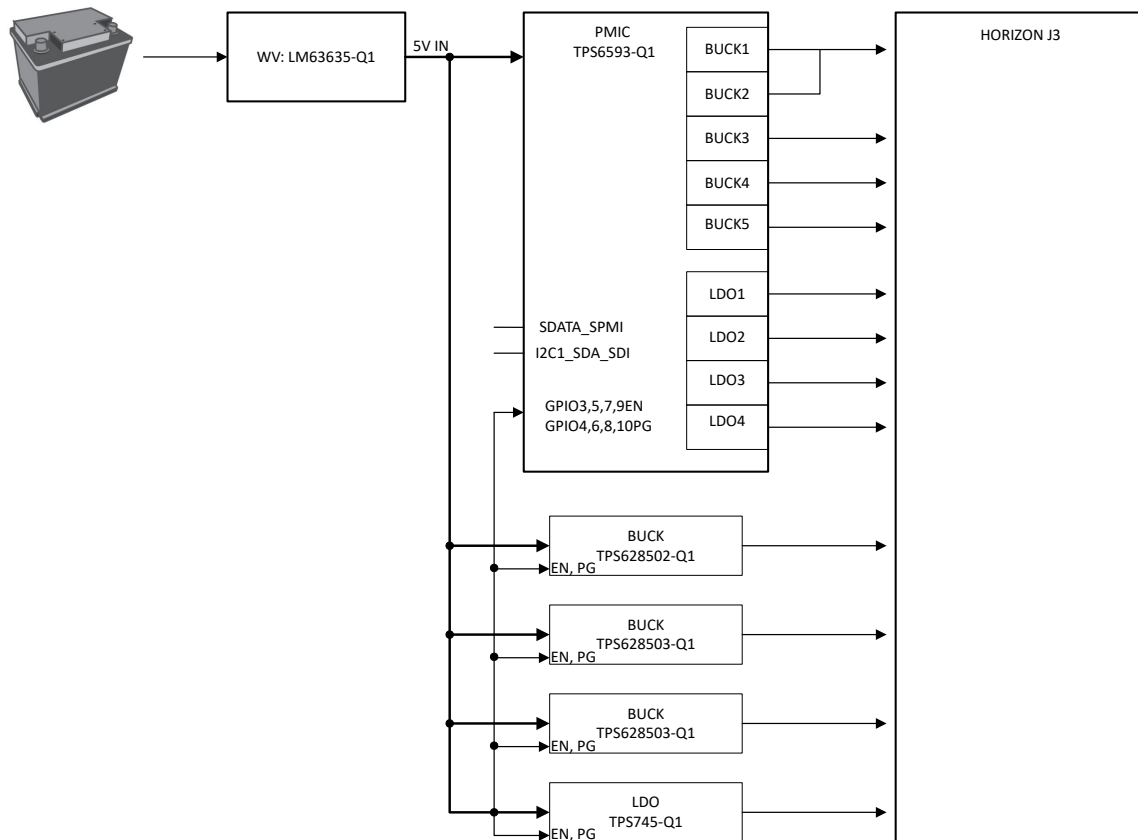 WV: LM63635-Q1
5V IN
PMIC
TPS6593-Q1
BUCK1
BUCK2
BUCK3
BUCK4
BUCK5
LDO1
LDO2
LDO3
LDO4
SDATA_SPMI
I2C1_SDA_SDI
GPIO3,5,7,9EN
GPIO4,6,8,10PG
HORIZON J3
BUCK
TPS628502-Q1
EN, PG
BUCK
TPS628503-Q1
EN, PG
BUCK
TPS628503-Q1
EN, PG
LDO
TPS745-Q1
EN, PG